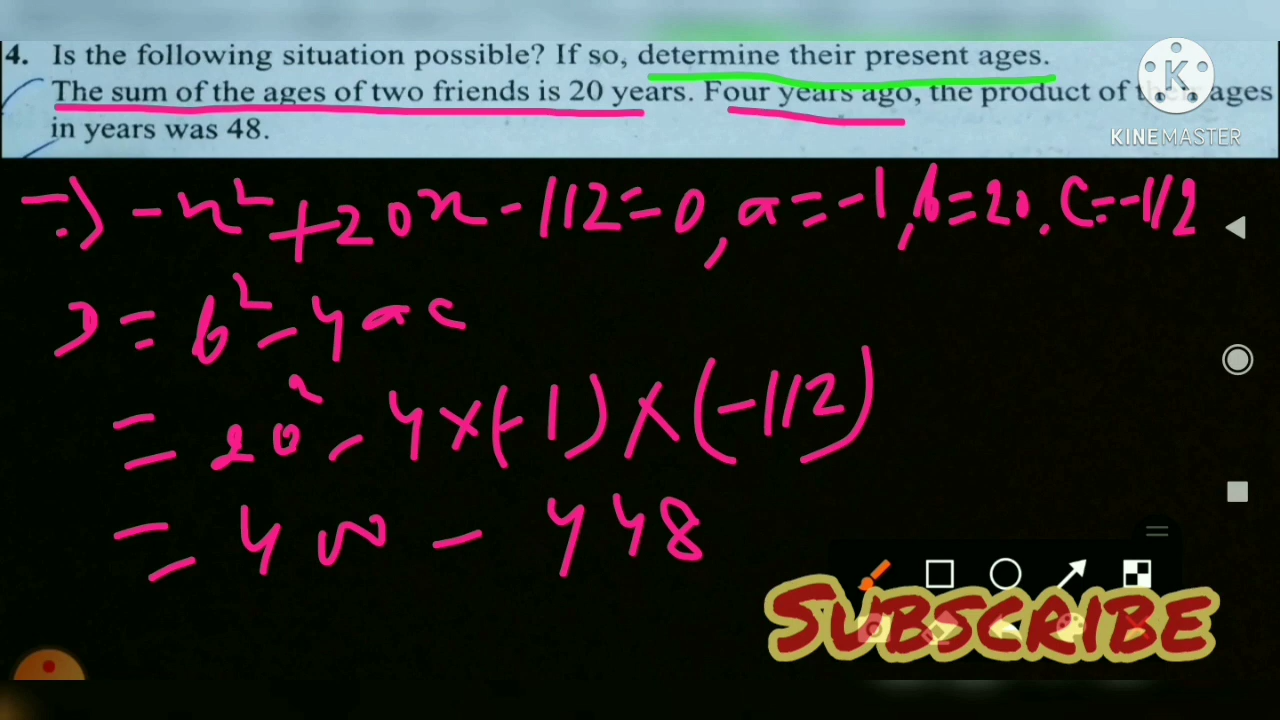 4. Is the following situation possible? If so, determine their present ages.
The sum of the ages of two friends is 20 years. Four years ago, the product of ages
in years was 48.
KINEMASTER
⇒ -x²+20x-112=0, a=-1, b=20, C=-112
D = b²-4ac
= 20²-4×(-1)×(-112)
= 400-448
SUBSCRIBE